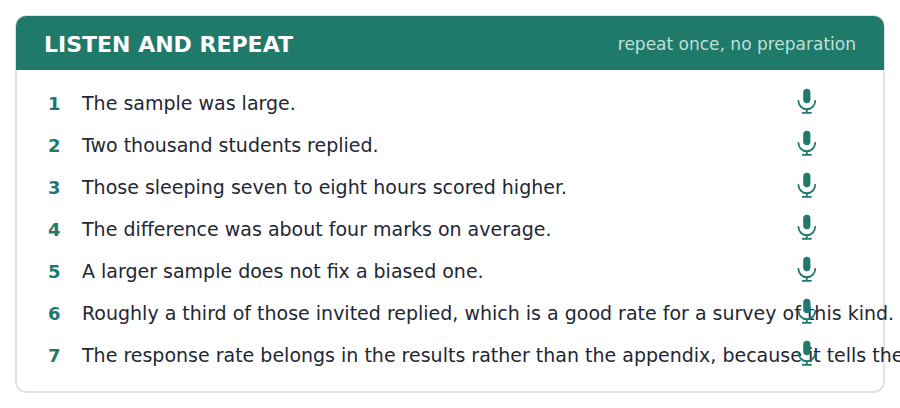 LISTEN AND REPEAT repeat once, no preparation
1 The sample was large.
2 Two thousand students replied.
3 Those sleeping seven to eight hours scored higher.
4 The difference was about four marks on average.
5 A larger sample does not fix a biased one.
6 Roughly a third of those invited replied, which is a good rate for a survey of this kind.
7 The response rate belongs in the results rather than the appendix, because it tells the